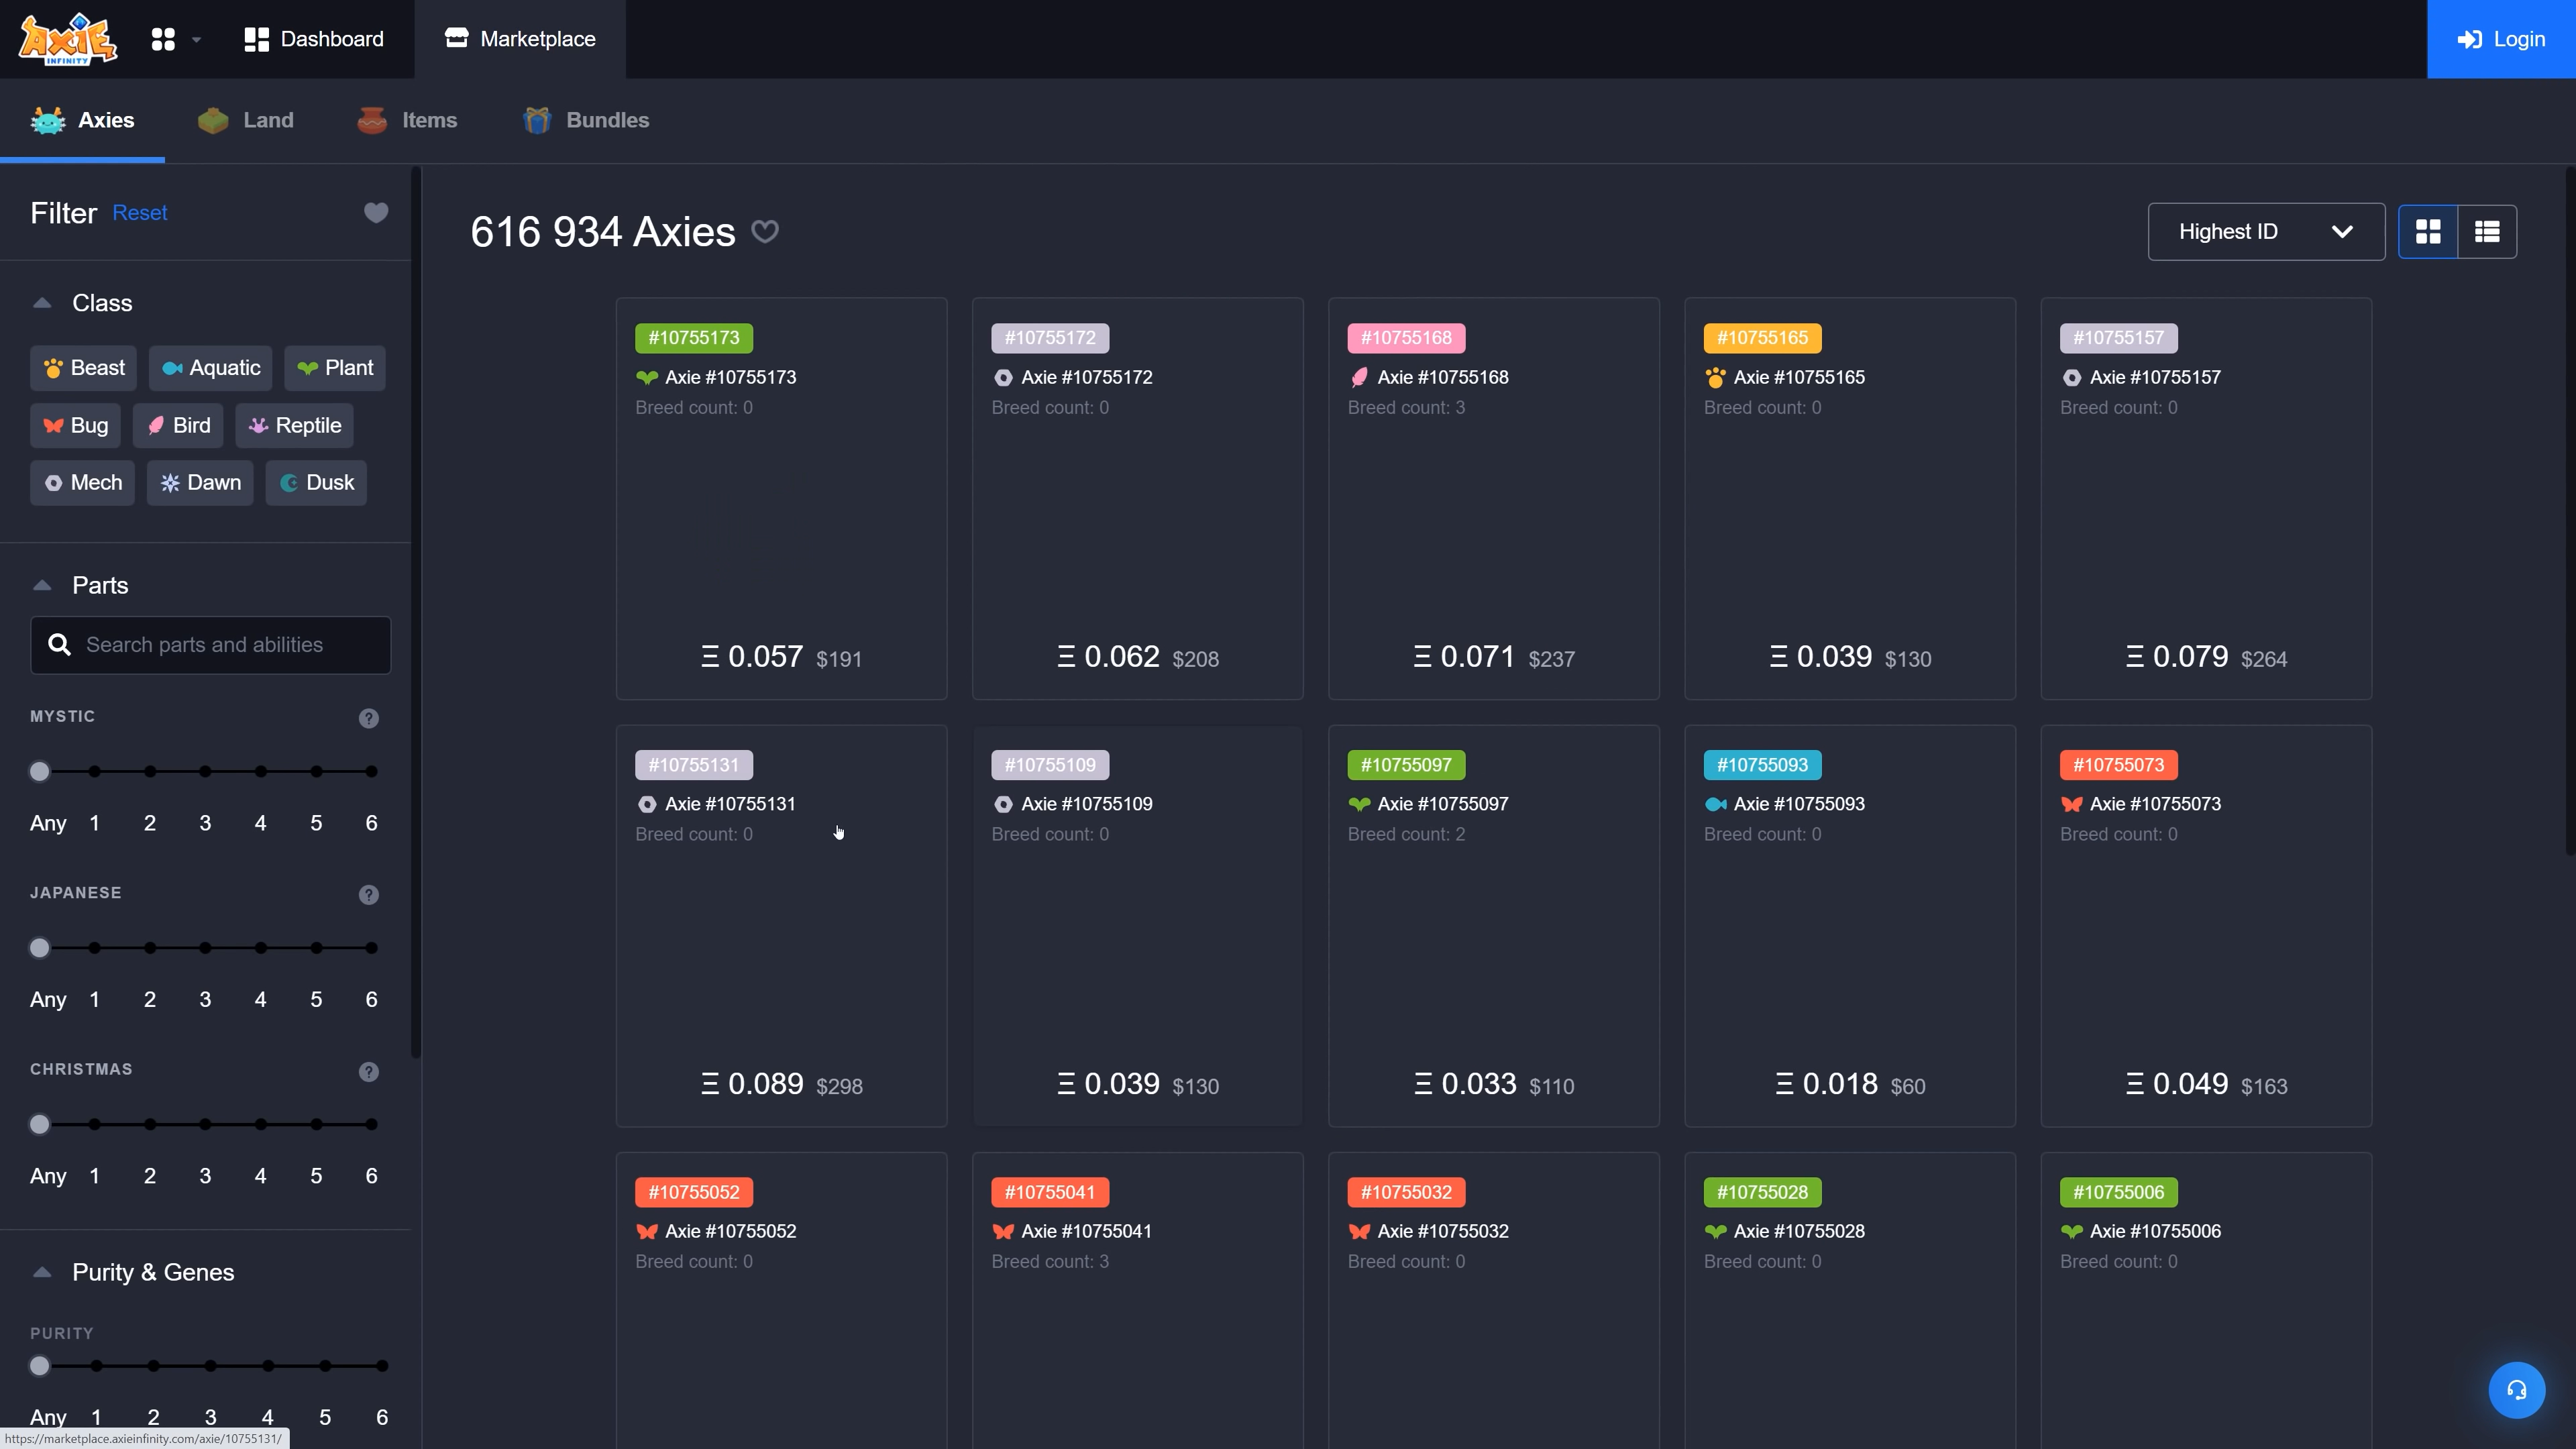 AXIE
INFINITY
Dashboard
Marketplace
Login
Axies
Land
Items
Bundles
Filter Reset
Class
Beast Aquatic Plant
Bug Bird Reptile
Mech Dawn Dusk
Parts
Search parts and abilities
MYSTIC ?
Any 1 2 3 4 5 6
JAPANESE ?
Any 1 2 3 4 5 6
CHRISTMAS ?
Any 1 2 3 4 5 6
Purity & Genes
PURITY
Any 1 2 3 4 5 6
https://marketplace.axieinfinity.com/axie/10755131/
616 934 Axies
Highest ID
#10755173
Axie #10755173
Breed count: 0
Ξ 0.057 $191
#10755172
Axie #10755172
Breed count: 0
Ξ 0.062 $208
#10755168
Axie #10755168
Breed count: 3
Ξ 0.071 $237
#10755165
Axie #10755165
Breed count: 0
Ξ 0.039 $130
#10755157
Axie #10755157
Breed count: 0
Ξ 0.079 $264
#10755131
Axie #10755131
Breed count: 0
Ξ 0.089 $298
#10755109
Axie #10755109
Breed count: 0
Ξ 0.039 $130
#10755097
Axie #10755097
Breed count: 2
Ξ 0.033 $110
#10755093
Axie #10755093
Breed count: 0
Ξ 0.018 $60
#10755073
Axie #10755073
Breed count: 0
Ξ 0.049 $163
#10755052
Axie #10755052
Breed count: 0
#10755041
Axie #10755041
Breed count: 3
#10755032
Axie #10755032
Breed count: 0
#10755028
Axie #10755028
Breed count: 0
#10755006
Axie #10755006
Breed count: 0